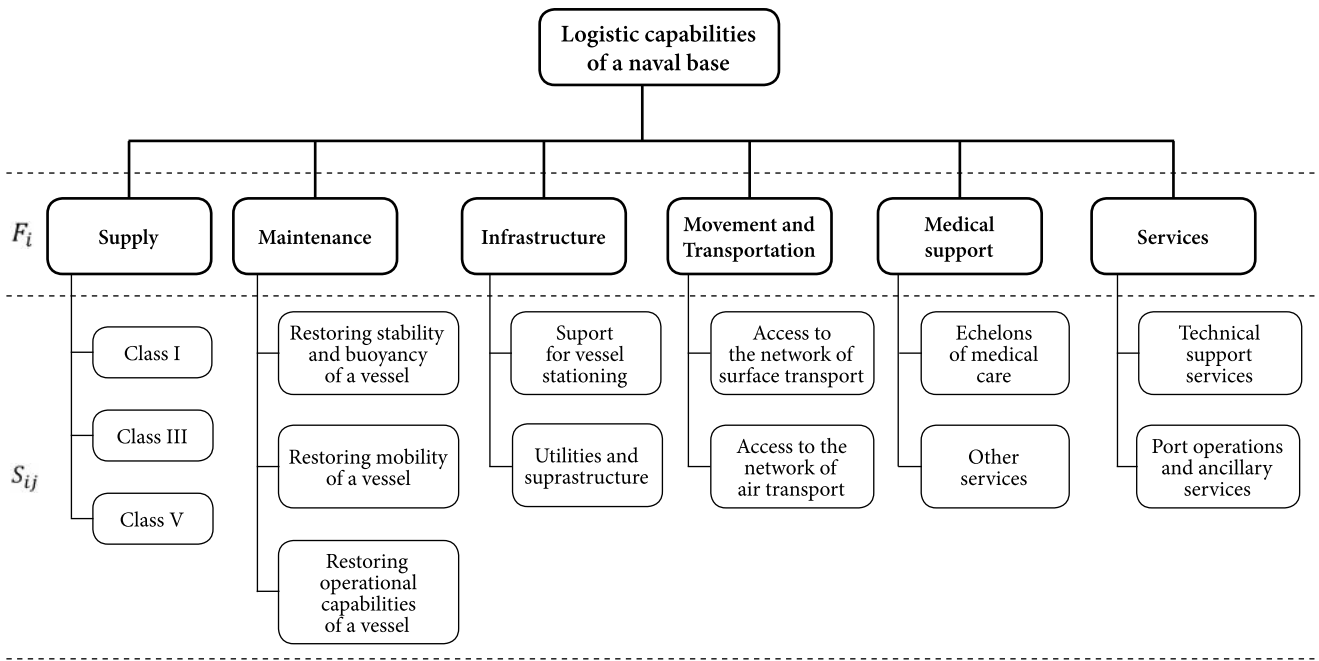 Logistic capabilities
of a naval base
F_i
Supply
Maintenance
Infrastructure
Movement and
Transportation
Medical
support
Services
S_ij
Class I
Class III
Class V
Restoring stability
and buoyancy
of a vessel
Restoring mobility
of a vessel
Restoring
operational
capabilities
of a vessel
Suport
for vessel
stationing
Utilities and
suprastructure
Access to
the network of
surface transport
Access to the
network of
air transport
Echelons
of medical
care
Other
services
Technical
support
services
Port operations
and ancillary
services